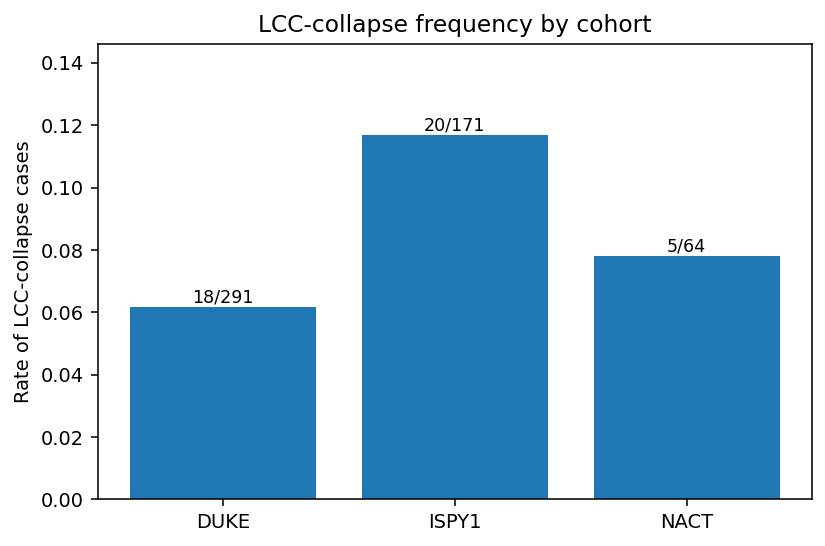 LCC-collapse frequency by cohort
Rate of LCC-collapse cases
0.14
0.12
0.10
0.08
0.06
0.04
0.02
0.00
18/291
20/171
5/64
DUKE
ISPY1
NACT